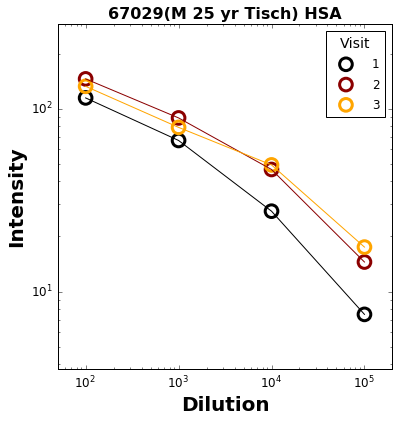 67029(M 25 yr Tisch) HSA
Visit
1
2
3
10²
10¹
Intensity
10² 10³ 10⁴ 10⁵
Dilution